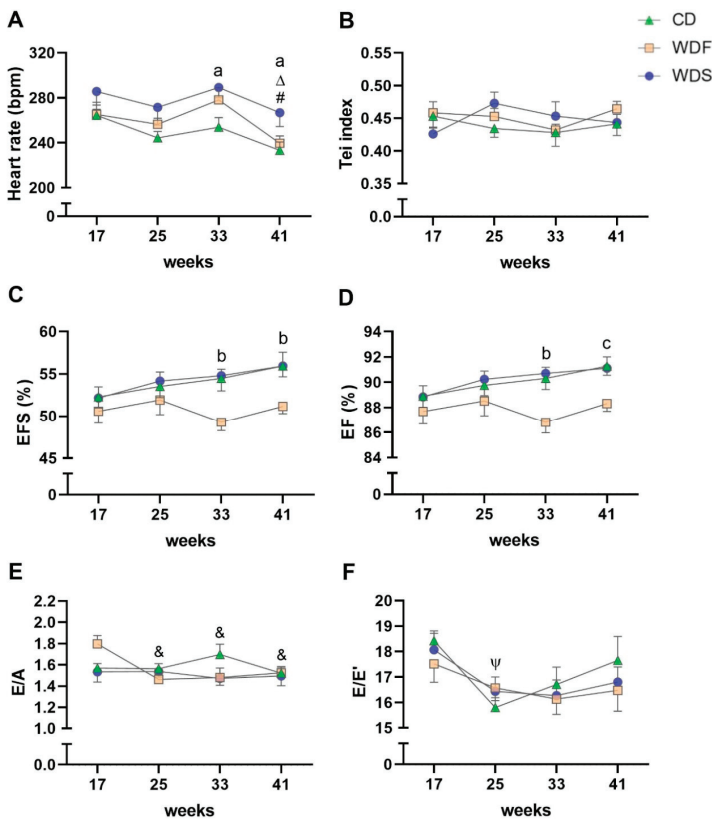 A
B
CD
WDF
WDS
Heart rate (bpm)
320
280
240
200
0
a
a
Δ
#
17 25 33 41
weeks
Tei index
0.55
0.50
0.45
0.40
0.35
0.0
17 25 33 41
weeks
C
D
EFS (%)
60
55
50
45
0
b
b
17 25 33 41
weeks
EF (%)
94
92
90
88
86
84
0
b
c
17 25 33 41
weeks
E
F
E/A
2.2
2.0
1.8
1.6
1.4
1.2
1.0
0.0
&
&
&
17 25 33 41
weeks
E/E'
20
19
18
17
16
15
0
ψ
17 25 33 41
weeks